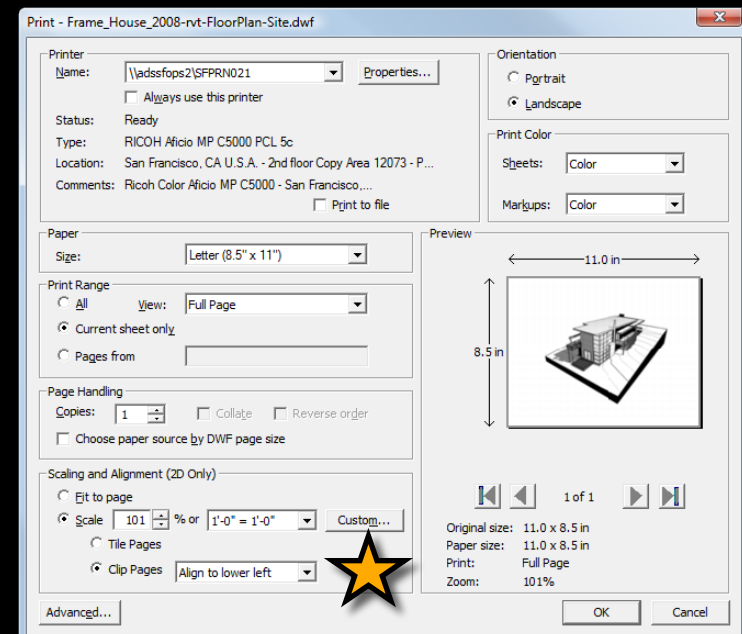 Print - Frame_House_2008-rvt-FloorPlan-Site.dwf
Printer
Name: \\adssfops2\SFPRN021 Properties...
Always use this printer
Status: Ready
Type: RICOH Aficio MP C5000 PCL 5c
Location: San Francisco, CA U.S.A. - 2nd floor Copy Area 12073 - P...
Comments: Ricoh Color Aficio MP C5000 - San Francisco,...
Print to file
Orientation
Portrait
Landscape
Print Color
Sheets: Color
Markups: Color
Paper
Size: Letter (8.5" x 11")
Print Range
All View: Full Page
Current sheet only
Pages from
Page Handling
Copies: 1 Collate Reverse order
Choose paper source by DWF page size
Scaling and Alignment (2D Only)
Fit to page
Scale 101 % or 1'-0" = 1'-0" Custom...
Tile Pages
Clip Pages Align to lower left
Preview
11.0 in
8.5 in
1 of 1
Original size: 11.0 x 8.5 in
Paper size: 11.0 x 8.5 in
Print: Full Page
Zoom: 101%
Advanced... OK Cancel